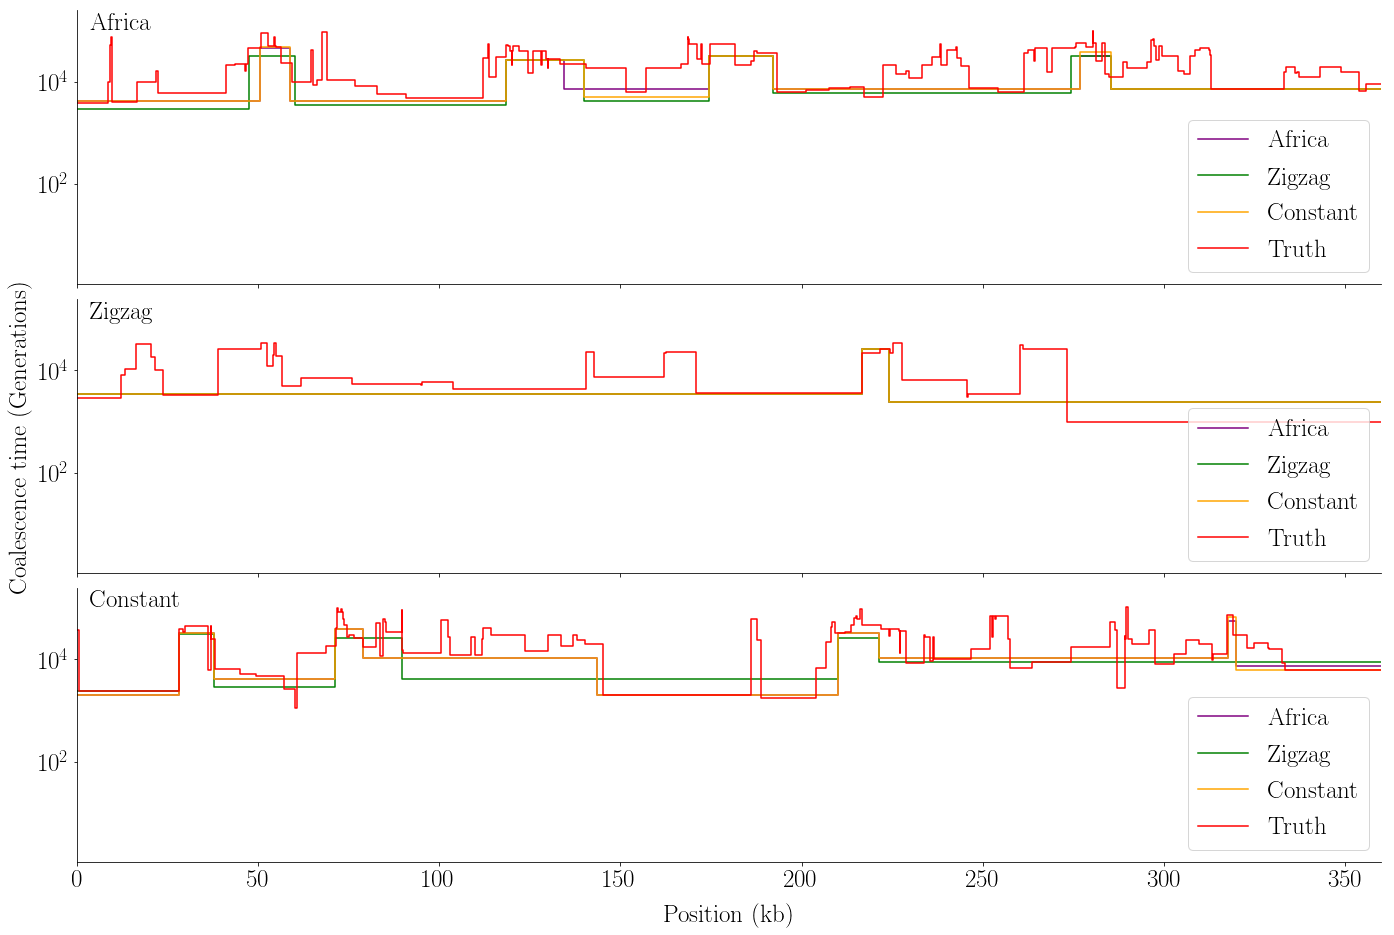 Africa
10^4
10^2
Africa
Zigzag
Constant
Truth
Coalescence time (Generations)
Zigzag
10^4
10^2
Africa
Zigzag
Constant
Truth
Constant
10^4
10^2
Africa
Zigzag
Constant
Truth
0 50 100 150 200 250 300 350
Position (kb)